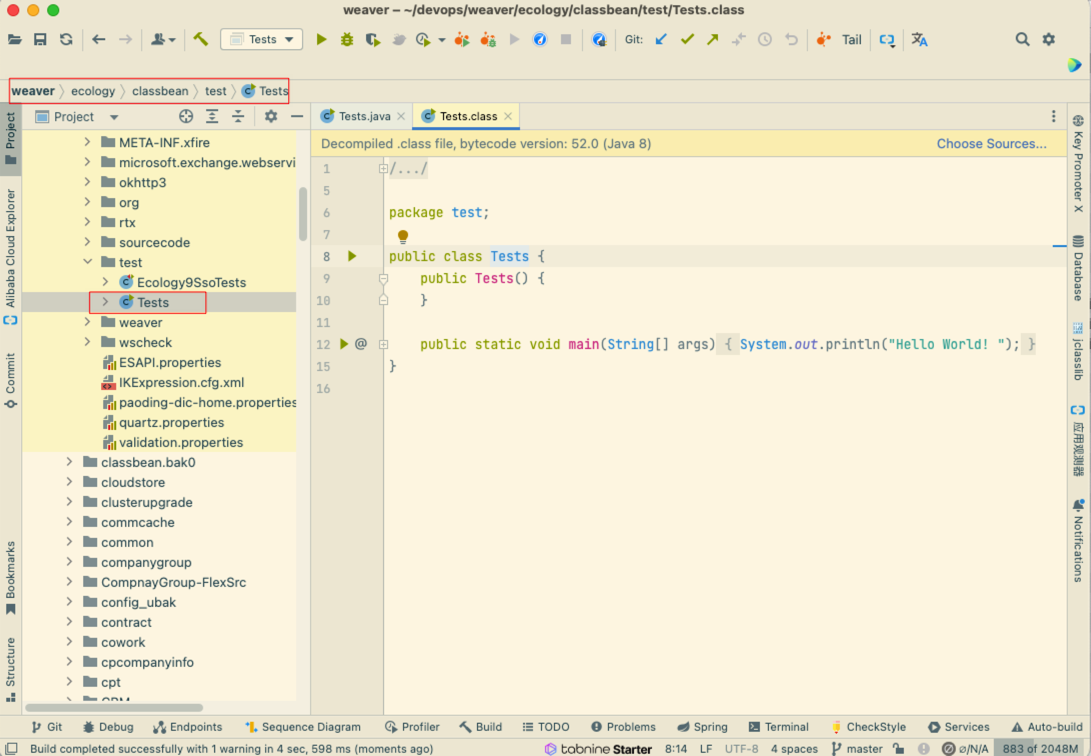 weaver – ~/devops/weaver/ecology/classbean/test/Tests.class
Tests
Git:
Tail
weaver 〉 ecology 〉 classbean 〉 test 〉 Tests
Project
Tests.java
Tests.class
Decompiled .class file, bytecode version: 52.0 (Java 8)
Choose Sources...
META-INF.xfire
microsoft.exchange.webservi
okhttp3
org
rtx
sourcecode
test
Ecology9SsoTests
Tests
weaver
wscheck
ESAPI.properties
IKExpression.cfg.xml
paoding-dic-home.properties
quartz.properties
validation.properties
classbean.bak0
cloudstore
clusterupgrade
commcache
common
companygroup
CompnayGroup-FlexSrc
config_ubak
contract
cowork
cpcompanyinfo
cpt
CRM
1 /.../
5
6 package test;
7
8 public class Tests {
9 public Tests() {
10 }
11
12 @ public static void main(String[] args) { System.out.println("Hello World! "); }
15 }
16
Project
Alibaba Cloud Explorer
Commit
Bookmarks
Structure
Key Promoter X
Database
jclasslib
应用观测器
Notifications
Git
Debug
Endpoints
Sequence Diagram
Profiler
Build
TODO
Problems
Spring
Terminal
CheckStyle
Services
Auto-build
Build completed successfully with 1 warning in 4 sec, 598 ms (moments ago)
tabnine Starter
8:14
LF
UTF-8
4 spaces
master
∅/N/A
883 of 2048M